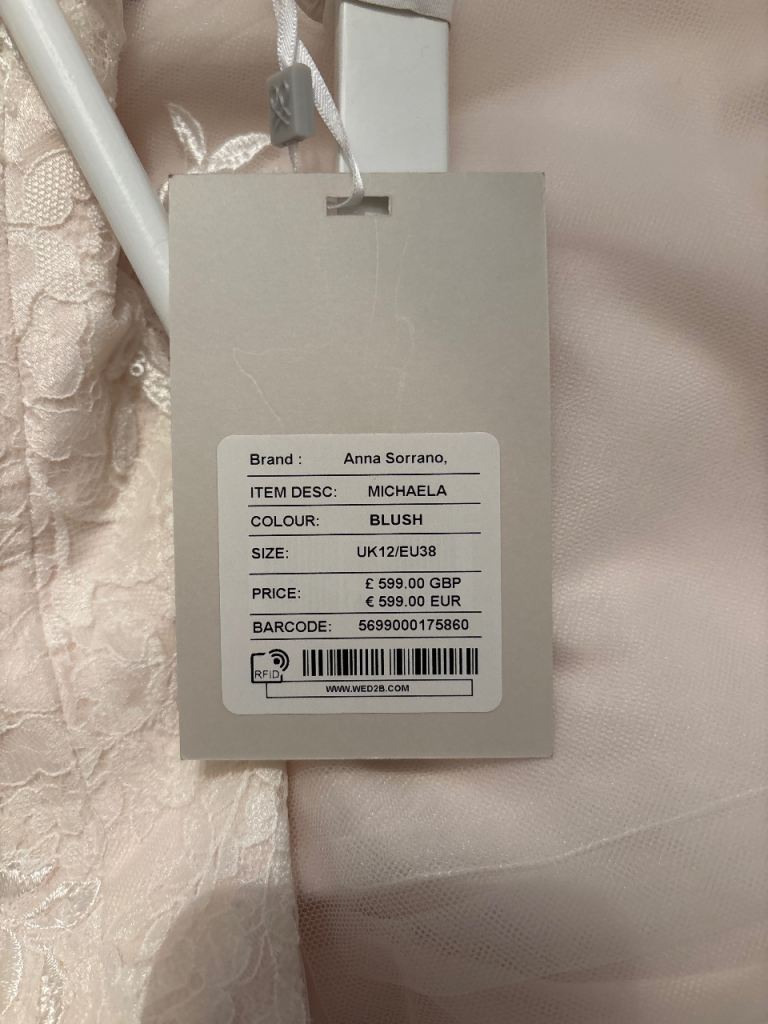 Brand : Anna Sorrano,
ITEM DESC: MICHAELA
COLOUR: BLUSH
SIZE: UK12/EU38
PRICE: £ 599.00 GBP
€ 599.00 EUR
BARCODE: 5699000175860
RFID
WWW.WED2B.COM